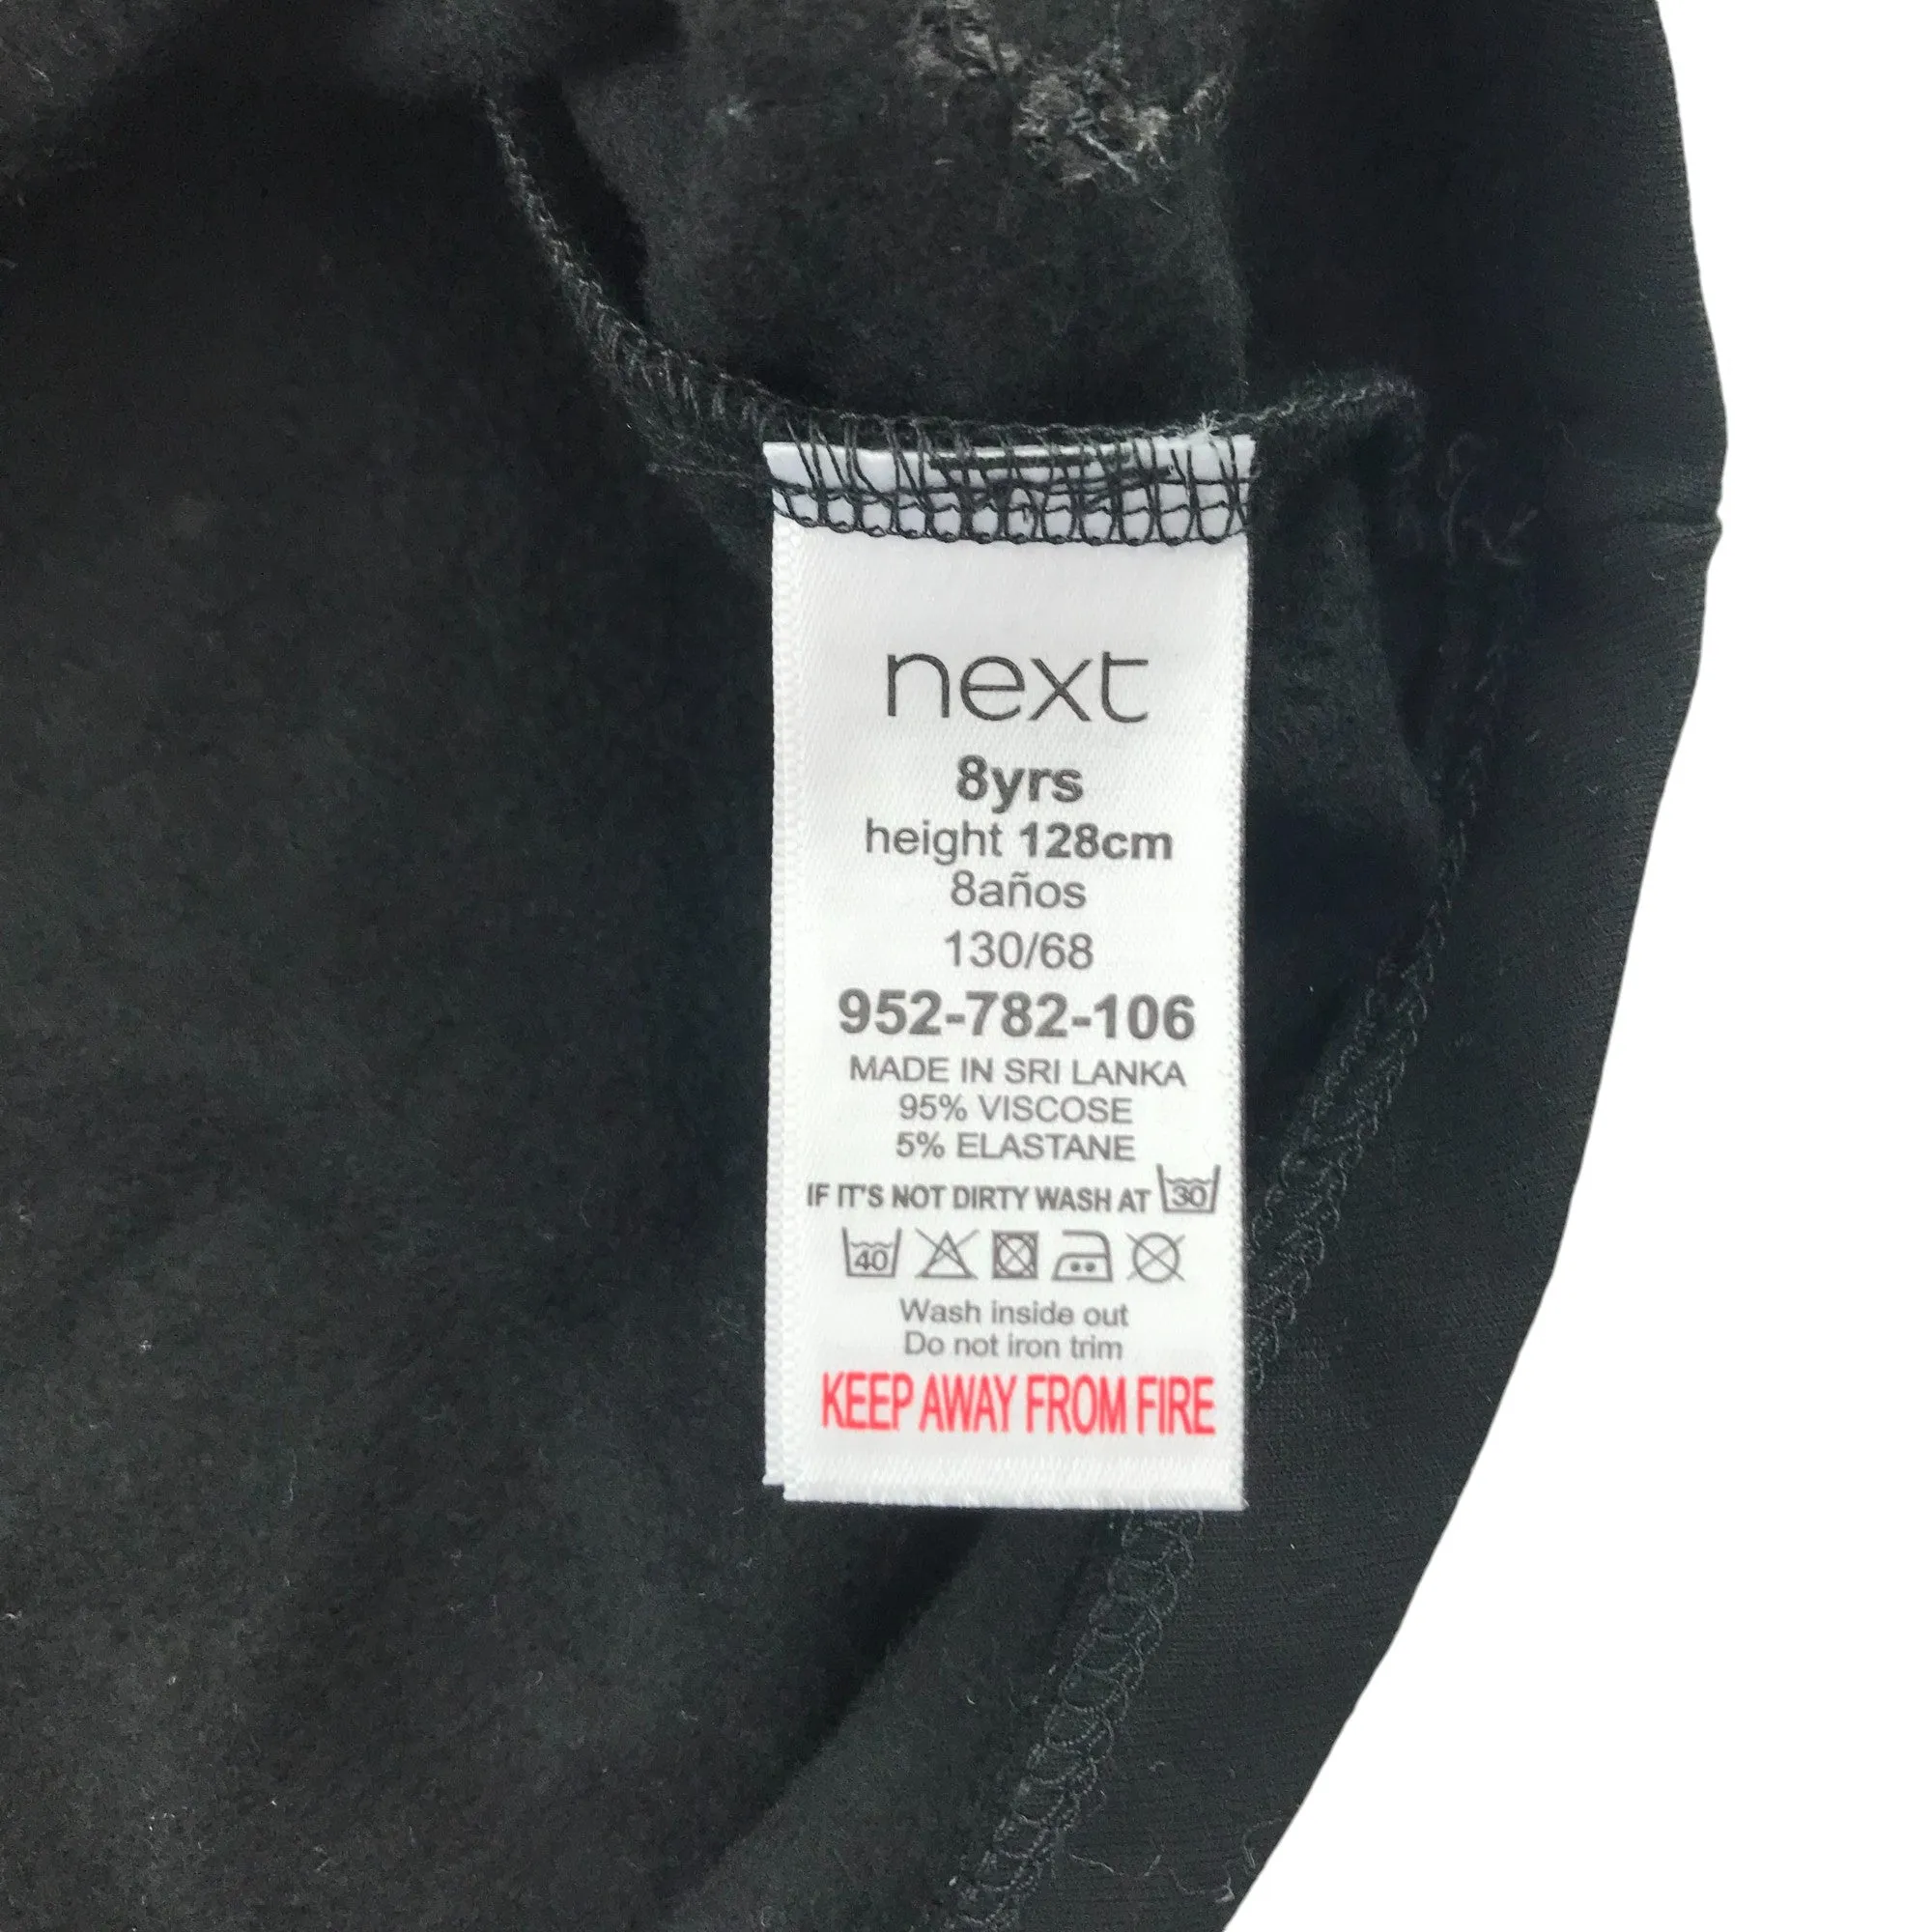 next
8yrs
height 128cm
8años
130/68
952-782-106
MADE IN SRI LANKA
95% VISCOSE
5% ELASTANE
IF IT'S NOT DIRTY WASH AT 30
40
Wash inside out
Do not iron trim
KEEP AWAY FROM FIRE